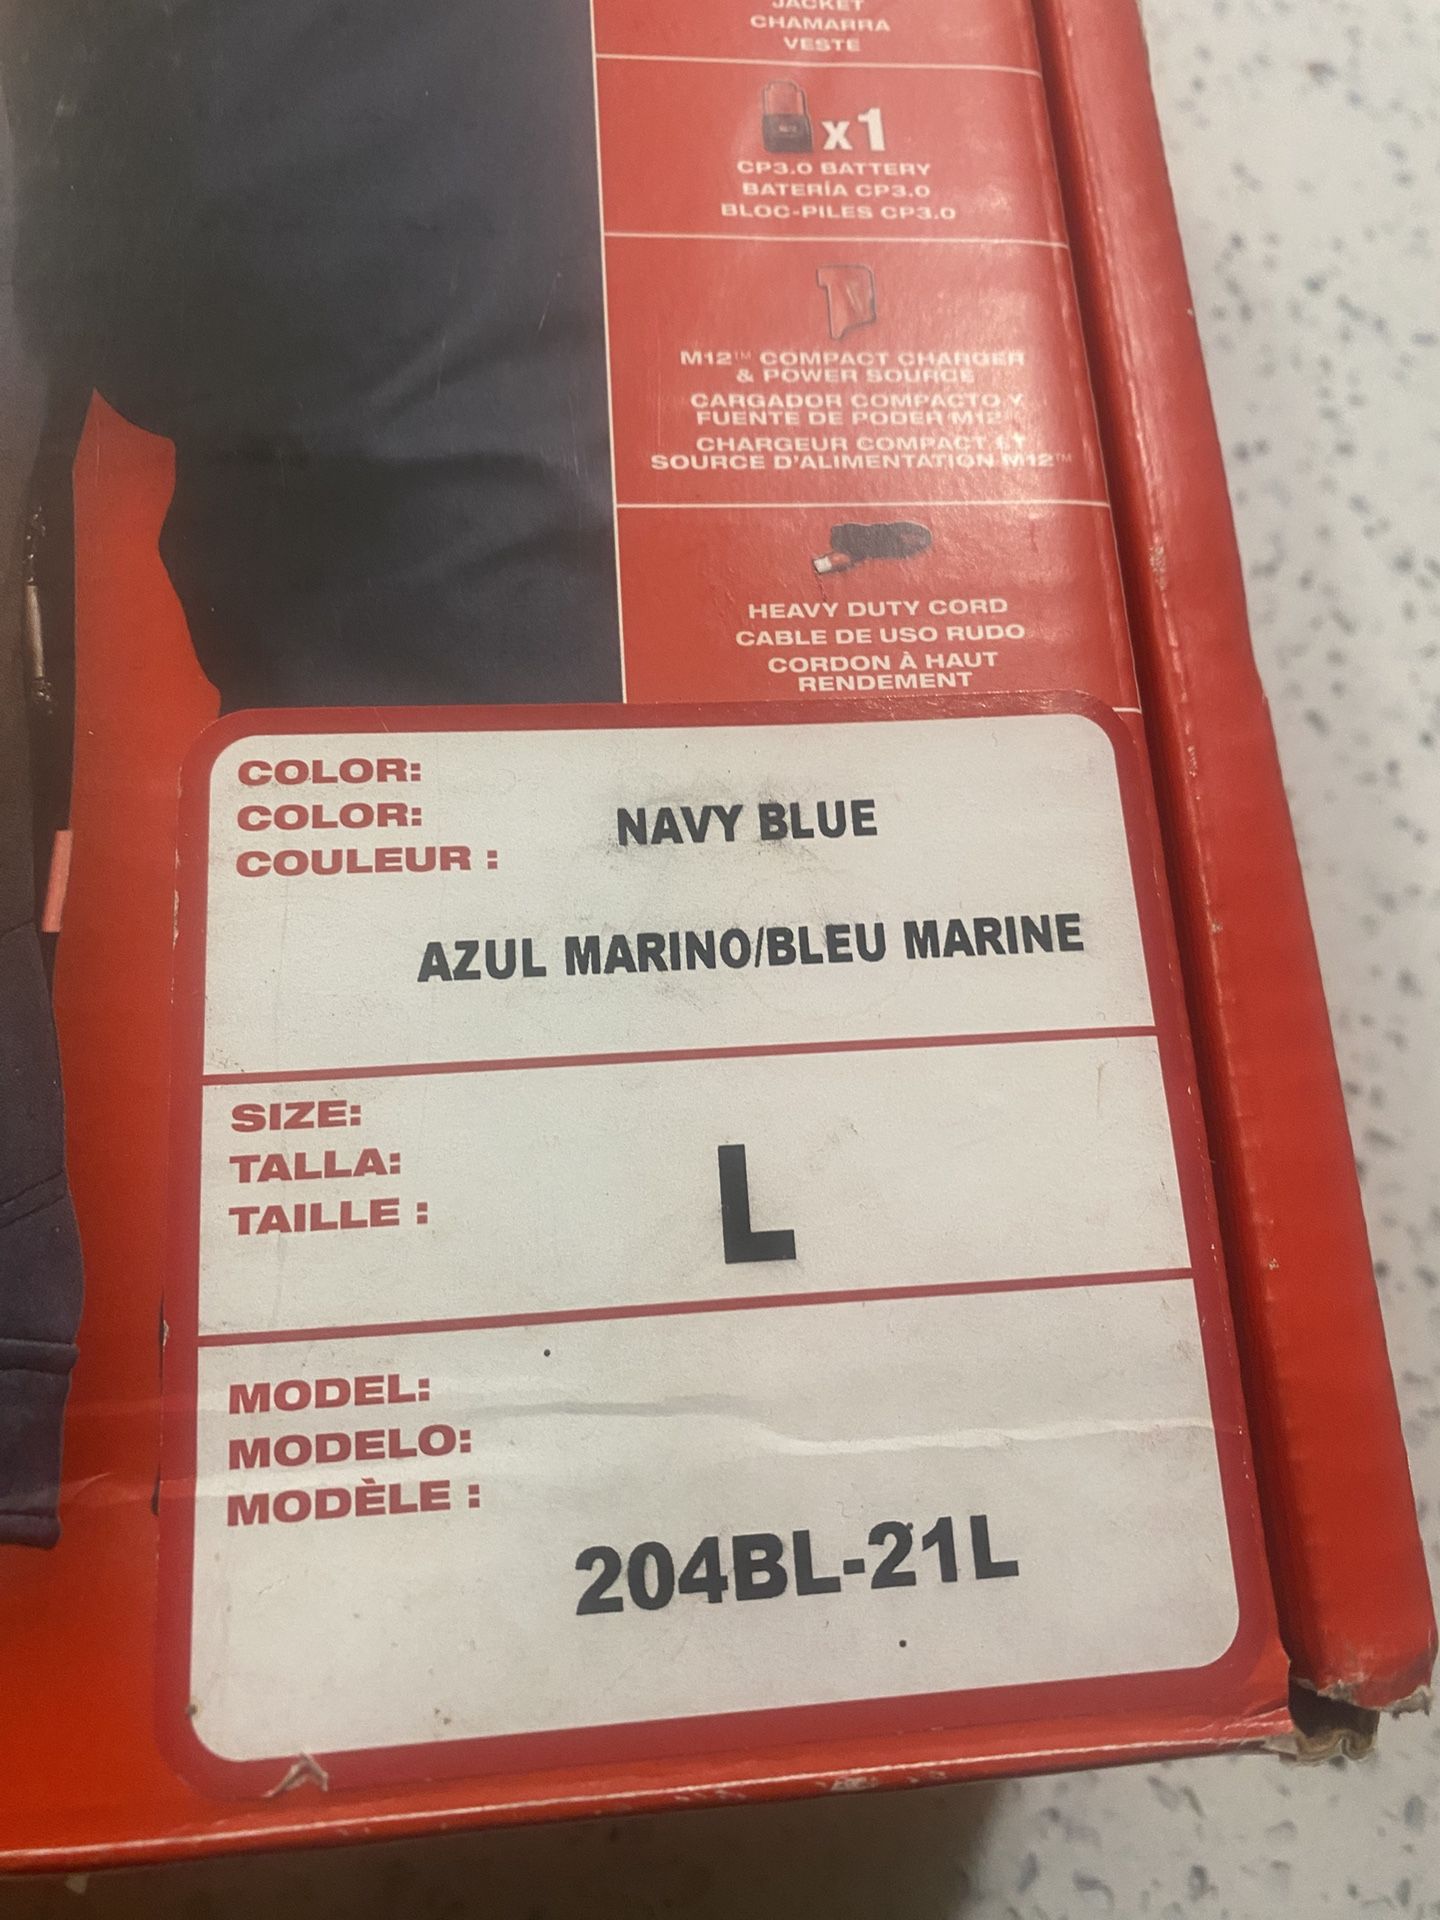 JACKET
CHAMARRA
VESTE
x1
CP3.0 BATTERY
BATERÍA CP3.0
BLOC-PILES CP3.0
M12™ COMPACT CHARGER
& POWER SOURCE
CARGADOR COMPACTO Y
FUENTE DE PODER M12™
CHARGEUR COMPACT ET
SOURCE D'ALIMENTATION M12™
HEAVY DUTY CORD
CABLE DE USO RUDO
CORDON À HAUT
RENDEMENT
COLOR:
COLOR:
COULEUR :
NAVY BLUE
AZUL MARINO/BLEU MARINE
SIZE:
TALLA:
TAILLE :
L
MODEL:
MODELO:
MODÈLE :
204BL-21L